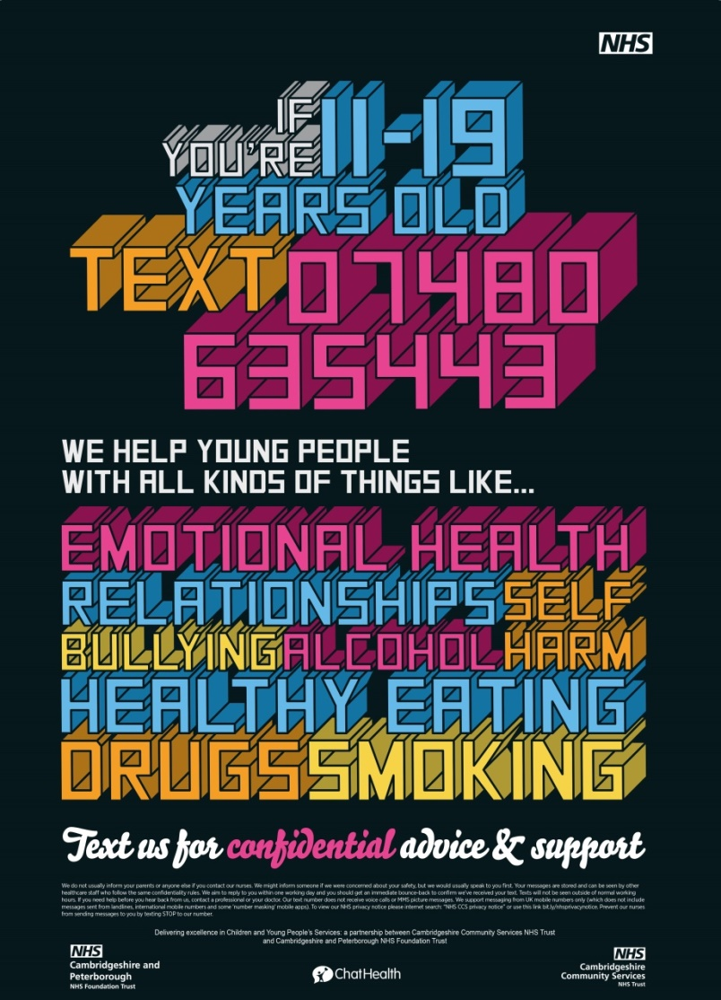 NHS
IF
YOU'RE 11-19
YEARS OLD
TEXT 07480
635443
WE HELP YOUNG PEOPLE
WITH ALL KINDS OF THINGS LIKE...
EMOTIONAL HEALTH
RELATIONSHIPS SELF
BULLYING ALCOHOL HARM
HEALTHY EATING
DRUGS SMOKING
Text us for confidential advice & support
We do not usually inform your parents or anyone else if you contact our nurses. We might inform someone if we were concerned about your safety, but we would usually speak to you first. Your messages are stored and can be seen by other
healthcare staff who follow the same confidentiality rules. We aim to reply to you within one working day and you should get an immediate bounce-back to confirm we've received your text. Texts will not be seen outside of normal working
hours. If you need help before you hear back from us, contact a professional or your doctor. Our text number does not receive voice calls or MMS picture messages. We support messaging from UK mobile numbers only (which does not include
messages sent from landlines, international mobile numbers and some 'number masking' mobile apps). To view our NHS privacy notice please internet search: "NHS CCS privacy notice" or use this link bit.ly/nhsprivacynotice. Prevent our nurses
from sending messages to you by texting STOP to our number.
Delivering excellence in Children and Young People's Services: a partnership between Cambridgeshire Community Services NHS Trust
and Cambridgeshire and Peterborough NHS Foundation Trust
NHS
Cambridgeshire and
Peterborough
NHS Foundation Trust
ChatHealth
NHS
Cambridgeshire
Community Services
NHS Trust